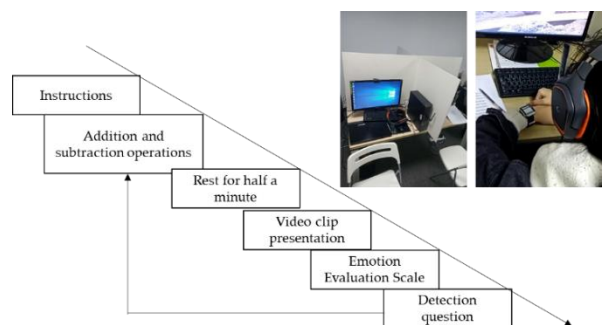 Instructions
Addition and
subtraction operations
Rest for half a
minute
Video clip
presentation
Emotion
Evaluation Scale
Detection
question